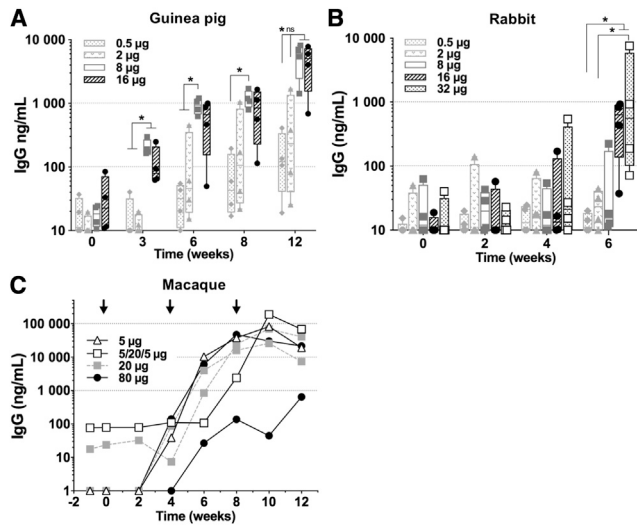 A Guinea pig
10 000
1 000
100
10
IgG ng/mL
0.5 µg
2 µg
8 µg
16 µg
*
*
*
* ns
0 3 6 8 12
Time (weeks)
B Rabbit
10 000
1 000
100
10
IgG (ng/mL)
0.5 µg
2 µg
8 µg
16 µg
32 µg
*
*
0 2 4 6
Time (weeks)
C Macaque
100 000
10 000
1 000
100
10
1
IgG (ng/mL)
5 µg
5/20/5 µg
20 µg
80 µg
-2 0 2 4 6 8 10 12
Time (weeks)